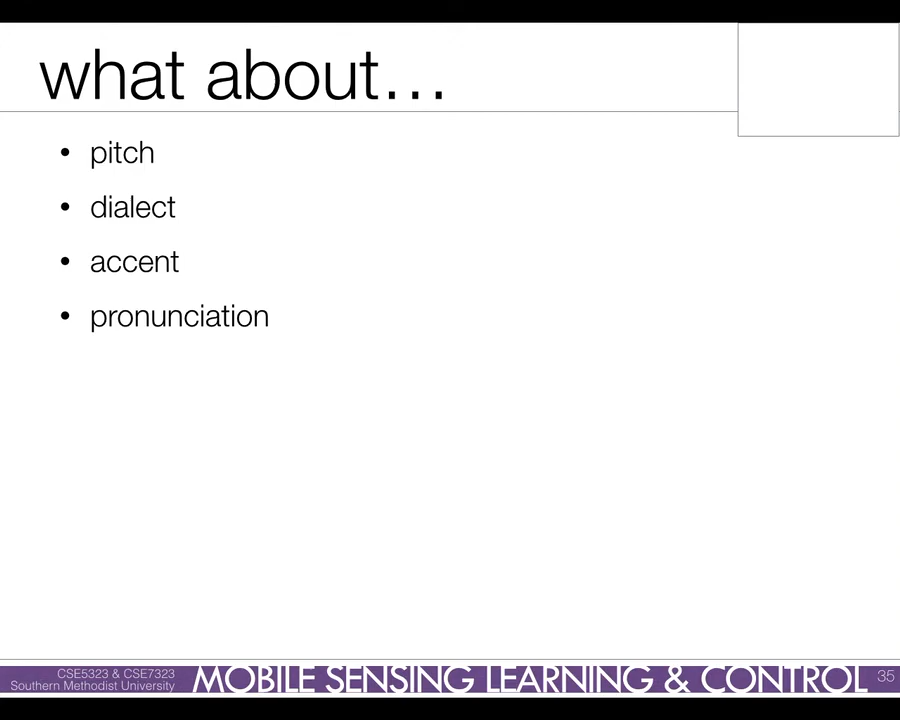 what about…
• pitch
• dialect
• accent
• pronunciation
CSE5323 & CSE7323
Southern Methodist University
MOBILE SENSING LEARNING & CONTROL
35